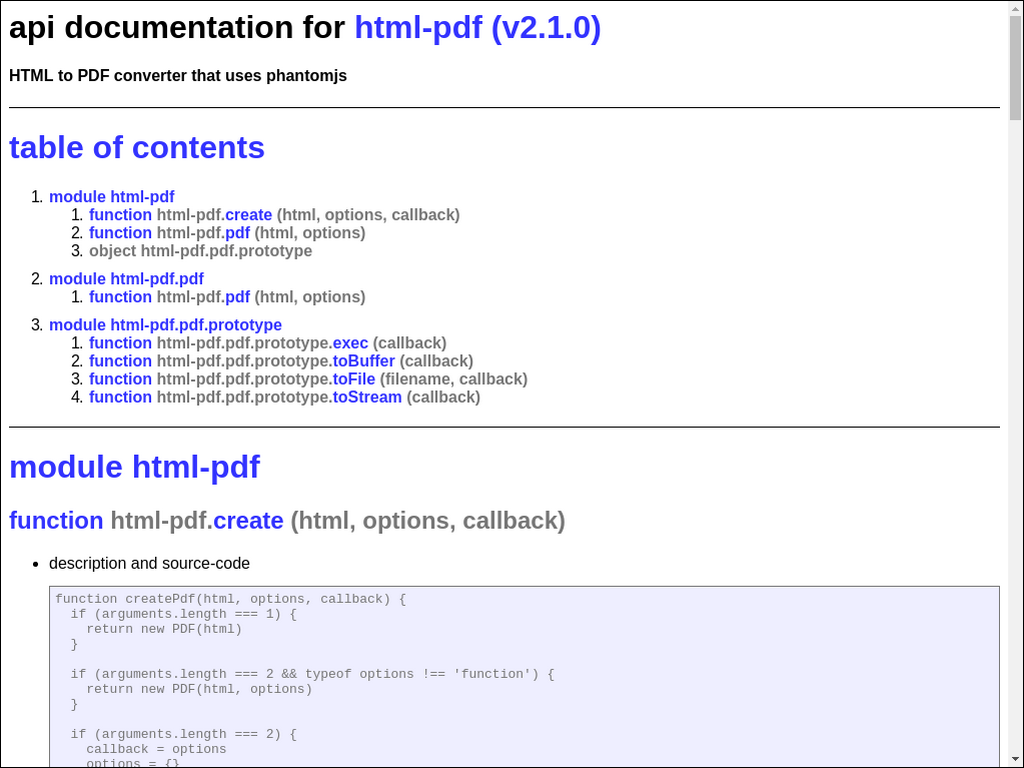 api documentation for html-pdf (v2.1.0)
HTML to PDF converter that uses phantomjs
table of contents
1. module html-pdf
1. function html-pdf.create (html, options, callback)
2. function html-pdf.pdf (html, options)
3. object html-pdf.pdf.prototype
2. module html-pdf.pdf
1. function html-pdf.pdf (html, options)
3. module html-pdf.pdf.prototype
1. function html-pdf.pdf.prototype.exec (callback)
2. function html-pdf.pdf.prototype.toBuffer (callback)
3. function html-pdf.pdf.prototype.toFile (filename, callback)
4. function html-pdf.pdf.prototype.toStream (callback)
module html-pdf
function html-pdf.create (html, options, callback)
• description and source-code
function createPdf(html, options, callback) {
  if (arguments.length === 1) {
    return new PDF(html)
  }
  if (arguments.length === 2 && typeof options !== 'function') {
    return new PDF(html, options)
  }
  if (arguments.length === 2) {
    callback = options
    options = {}